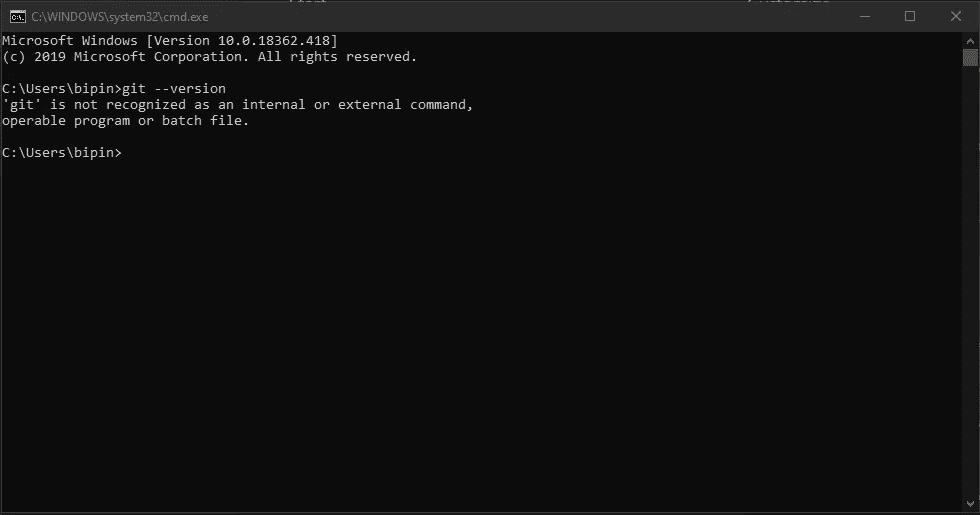 C:\WINDOWS\system32\cmd.exe
Microsoft Windows [Version 10.0.18362.418]
(c) 2019 Microsoft Corporation. All rights reserved.
C:\Users\bipin>git --version
'git' is not recognized as an internal or external command,
operable program or batch file.
C:\Users\bipin>